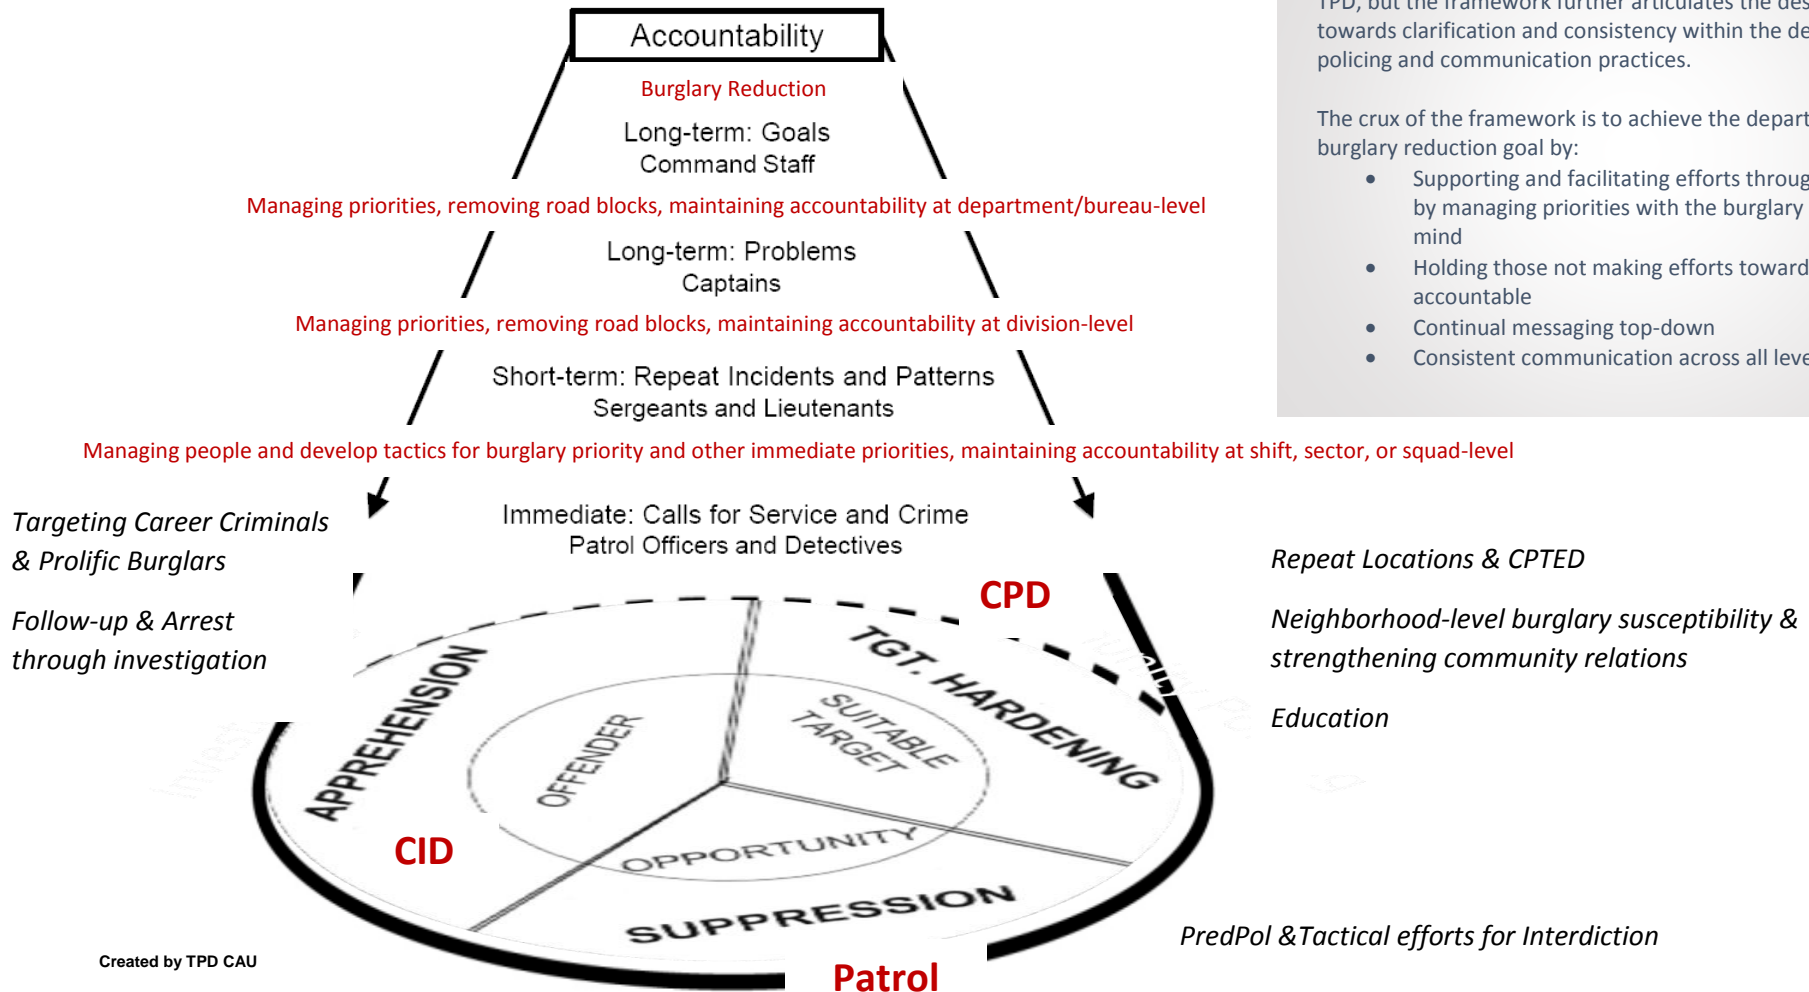 Accountability
Burglary Reduction
Long-term: Goals
Command Staff
Managing priorities, removing road blocks, maintaining accountability at department/bureau-level
Long-term: Problems
Captains
Managing priorities, removing road blocks, maintaining accountability at division-level
Short-term: Repeat Incidents and Patterns
Sergeants and Lieutenants
Managing people and develop tactics for burglary priority and other immediate priorities, maintaining accountability at shift, sector, or squad-level
Immediate: Calls for Service and Crime
Patrol Officers and Detectives
TPD, but the framework further articulates the
towards clarification and consistency within the
policing and communication practices.
The crux of the framework is to achieve the
burglary reduction goal by:
• Supporting and facilitating efforts
by managing priorities with the burglary
mind
• Holding those not making efforts
accountable
• Continual messaging top-down
• Consistent communication across all
Targeting Career Criminals
& Prolific Burglars
Follow-up & Arrest
through investigation
CPD
Repeat Locations & CPTED
Neighborhood-level burglary susceptibility &
strengthening community relations
Education
APPREHENSION
OFFENDER
TGT. HARDENING
SUITABLE
TARGET
CID
OPPORTUNITY
SUPPRESSION
Patrol
PredPol &Tactical efforts for Interdiction
Created by TPD CAU